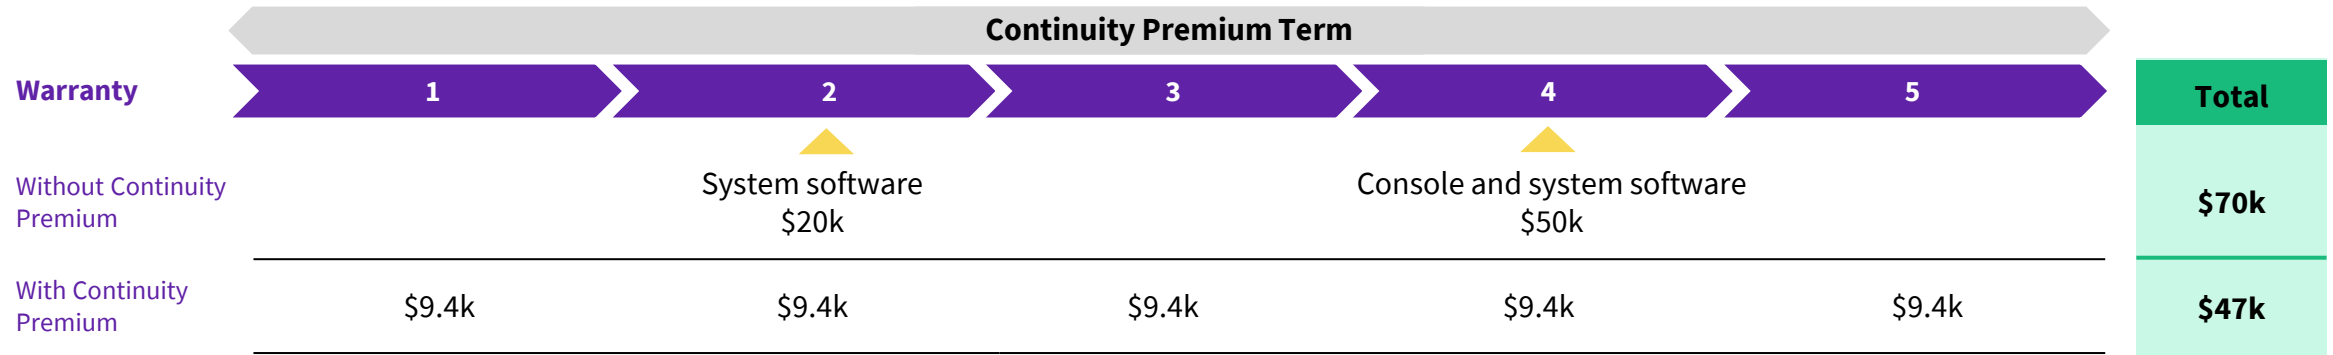 Continuity Premium Term
Warranty
1
2
3
4
5
Total
Without Continuity
Premium
System software
$20k
Console and system software
$50k
$70k
With Continuity
Premium
$9.4k
$9.4k
$9.4k
$9.4k
$9.4k
$47k